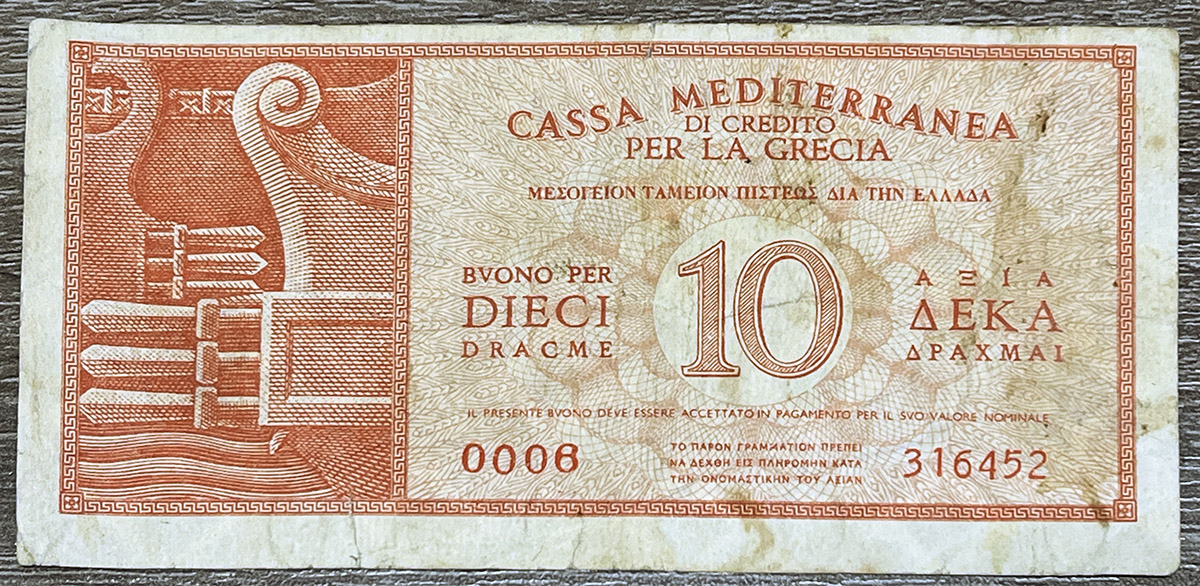 CASSA MEDITERRANEA
DI CREDITO
PER LA GRECIA
ΜΕΣΟΓΕΙΟΝ ΤΑΜΕΙΟΝ ΠΙΣΤΕΩΣ ΔΙΑ ΤΗΝ ΕΛΛΑΔΑ
BVONO PER
DIECI
DRACME
10
ΑΞΙΑ
ΔΕΚΑ
ΔΡΑΧΜΑΙ
IL PRESENTE BVONO DEVE ESSERE ACCETTATO IN PAGAMENTO PER IL SVO VALORE NOMINALE
0006
ΤΟ ΠΑΡΟΝ ΓΡΑΜΜΑΤΙΟΝ ΠΡΕΠΕΙ
ΝΑ ΔΕΧΘΗ ΕΙΣ ΠΛΗΡΟΜΗΝ ΚΑΤΑ
ΤΗΝ ΟΝΟΜΑΣΤΙΚΗΝ ΤΟΥ ΑΞΙΑΝ
316452